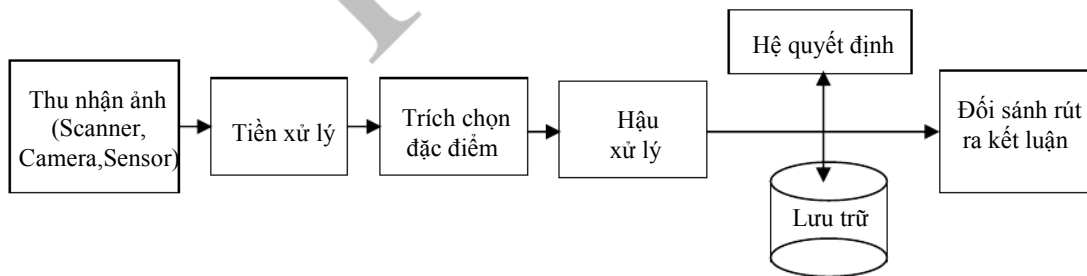 Thu nhận ảnh
(Scanner,
Camera,Sensor)
Tiền xử lý
Trích chọn
đặc điểm
Hậu
xử lý
Hệ quyết định
Lưu trữ
Đối sánh rút
ra kết luận